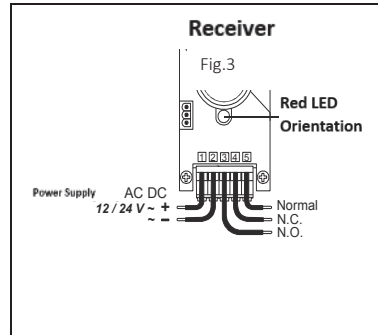 Receiver
Fig.3
Red LED
Orientation
1 2 3 4 5
Power Supply AC DC
12 / 24 V ~ +
~ –
Normal
N.C.
N.O.